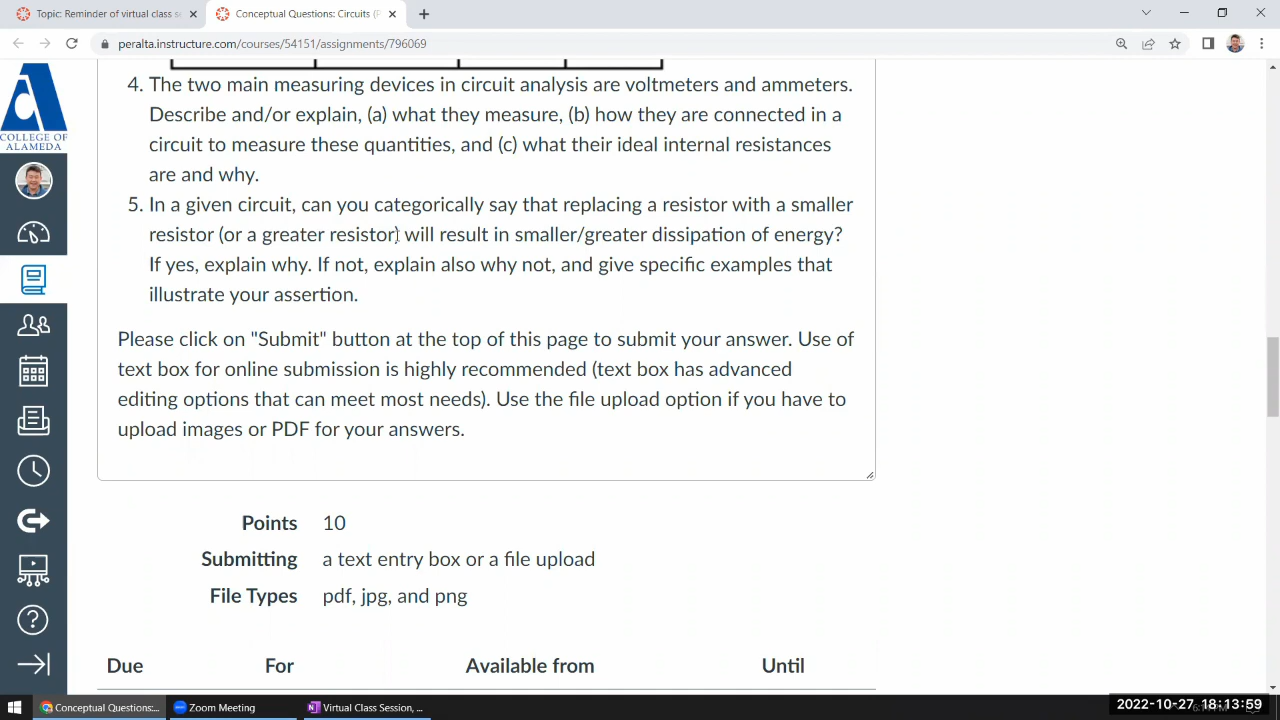 Topic: Reminder of virtual class s
Conceptual Questions: Circuits (P
peralta.instructure.com/courses/54151/assignments/796069
COLLEGE OF
ALAMEDA
4. The two main measuring devices in circuit analysis are voltmeters and ammeters.
Describe and/or explain, (a) what they measure, (b) how they are connected in a
circuit to measure these quantities, and (c) what their ideal internal resistances
are and why.
5. In a given circuit, can you categorically say that replacing a resistor with a smaller
resistor (or a greater resistor) will result in smaller/greater dissipation of energy?
If yes, explain why. If not, explain also why not, and give specific examples that
illustrate your assertion.
Please click on "Submit" button at the top of this page to submit your answer. Use of
text box for online submission is highly recommended (text box has advanced
editing options that can meet most needs). Use the file upload option if you have to
upload images or PDF for your answers.
Points 10
Submitting a text entry box or a file upload
File Types pdf, jpg, and png
Due For Available from Until
Conceptual Questions:...
Zoom Meeting
Virtual Class Session, ...
2022-10-27 18:13:59